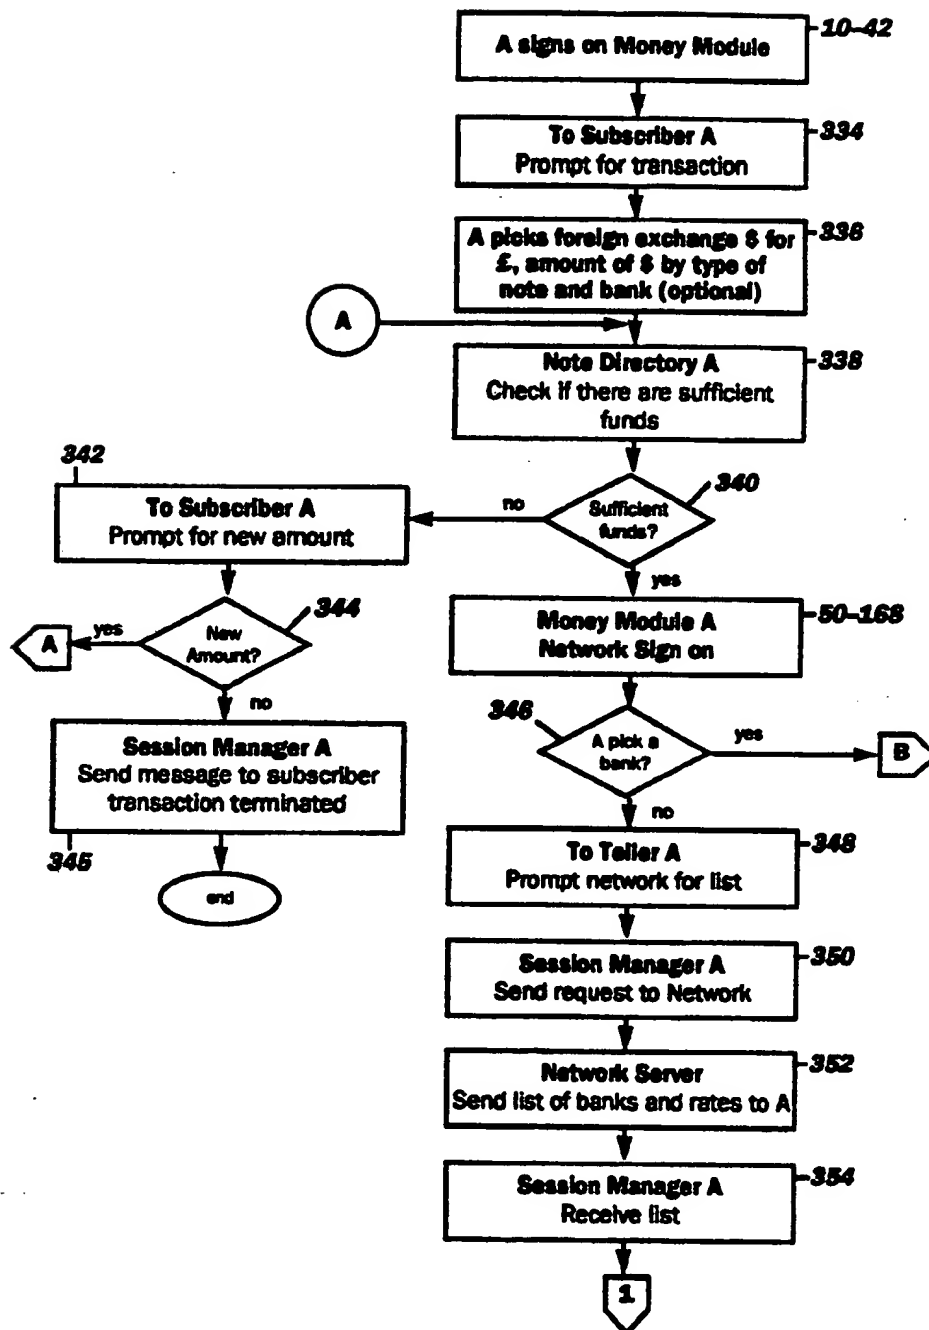 A signs on Money Module
10-42
To Subscriber A
Prompt for transaction
334
A picks foreign exchange $ for
£, amount of $ by type of
note and bank (optional)
336
A
Note Directory A
Check if there are sufficient
funds
338
Sufficient
funds?
340
no
yes
342
To Subscriber A
Prompt for new amount
New
Amount?
344
yes
A
no
Session Manager A
Send message to subscriber
transaction terminated
345
end
Money Module A
Network Sign on
50-168
346
A pick a
bank?
yes
B
no
To Teller A
Prompt network for list
348
Session Manager A
Send request to Network
350
Network Server
Send list of banks and rates to A
352
Session Manager A
Receive list
354
1